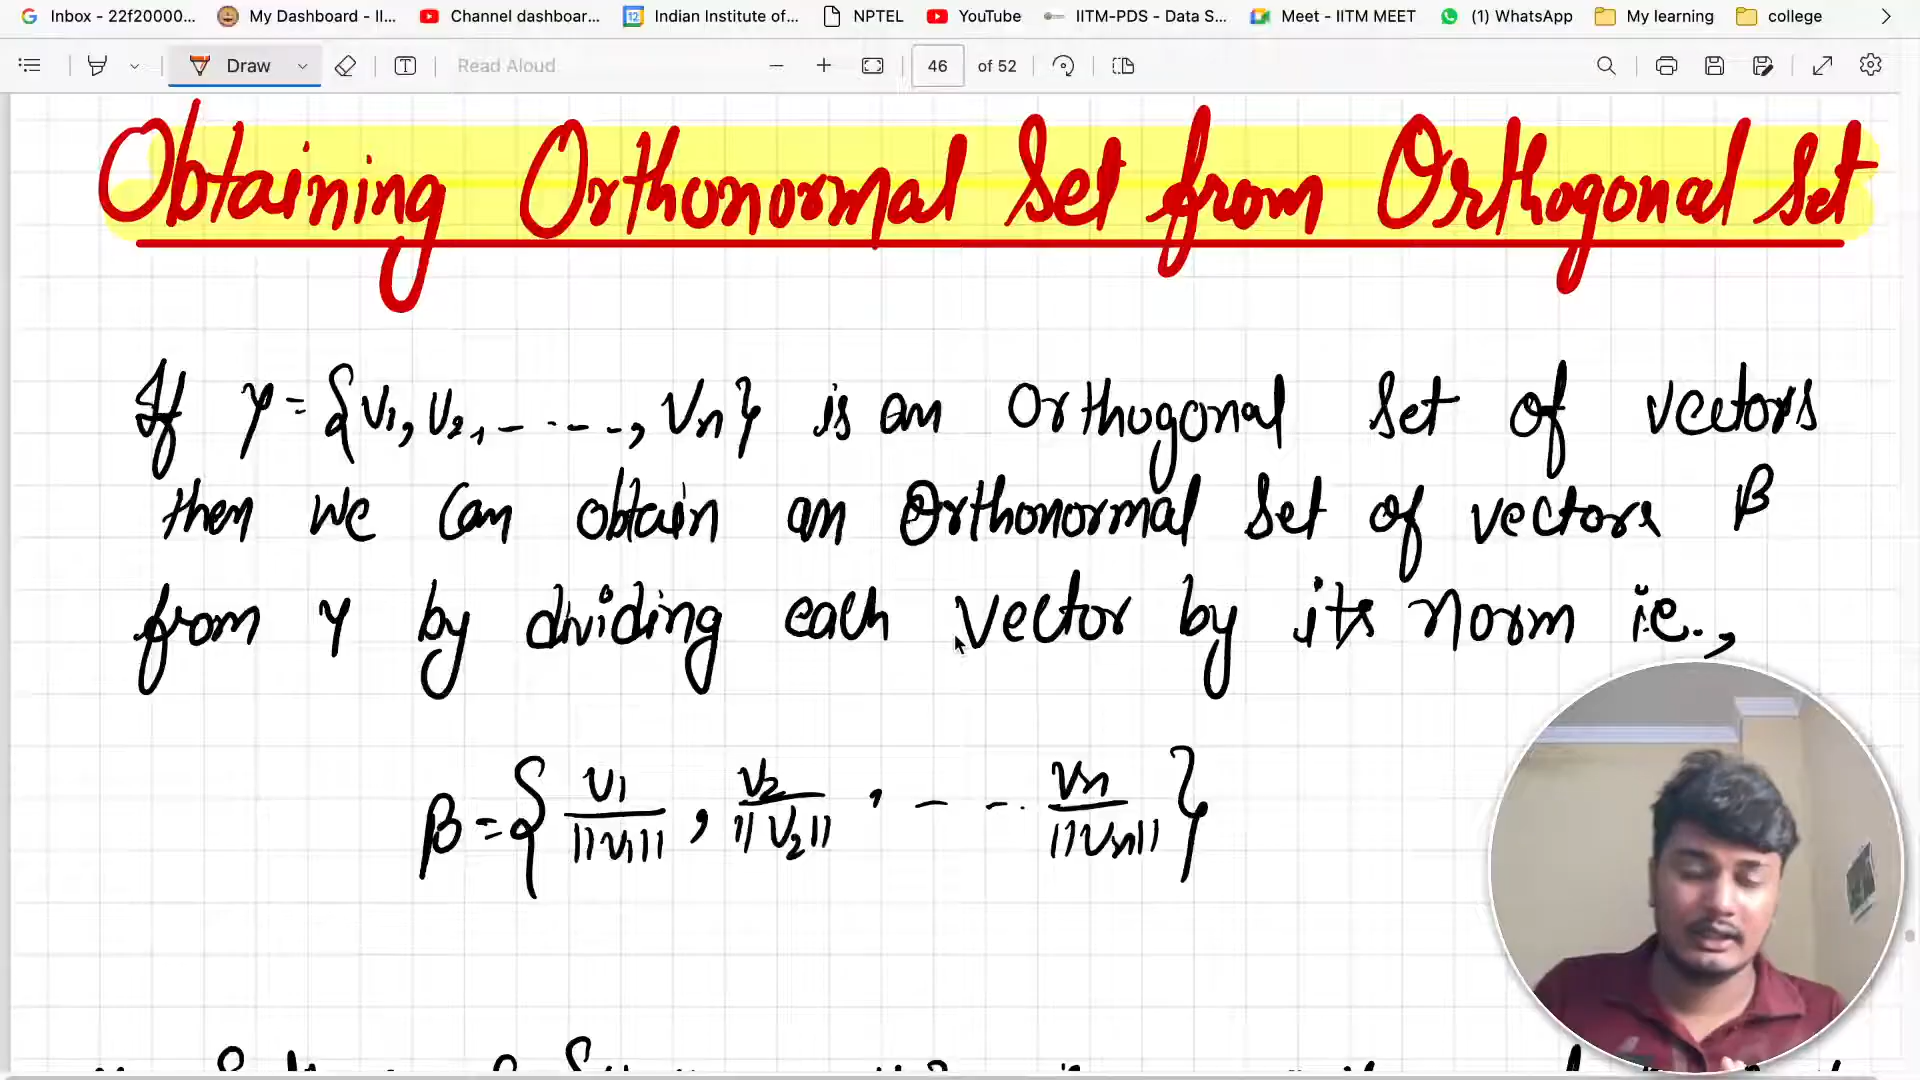 Inbox - 22f20000... My Dashboard - II... Channel dashboar... Indian Institute of... NPTEL YouTube IITM-PDS - Data S... Meet - IITM MEET (1) WhatsApp My learning college
Draw Read Aloud 46 of 52
Obtaining Orthonormal Set from Orthogonal Set
If γ = {v1, v2, - - - - -, vn} is an Orthogonal set of vectors
then we can obtain an Orthonormal set of vectors β
from γ by dividing each vector by its norm ie.,
β = { v1/||v1||, v2/||v2||, - - - vn/||vn|| }